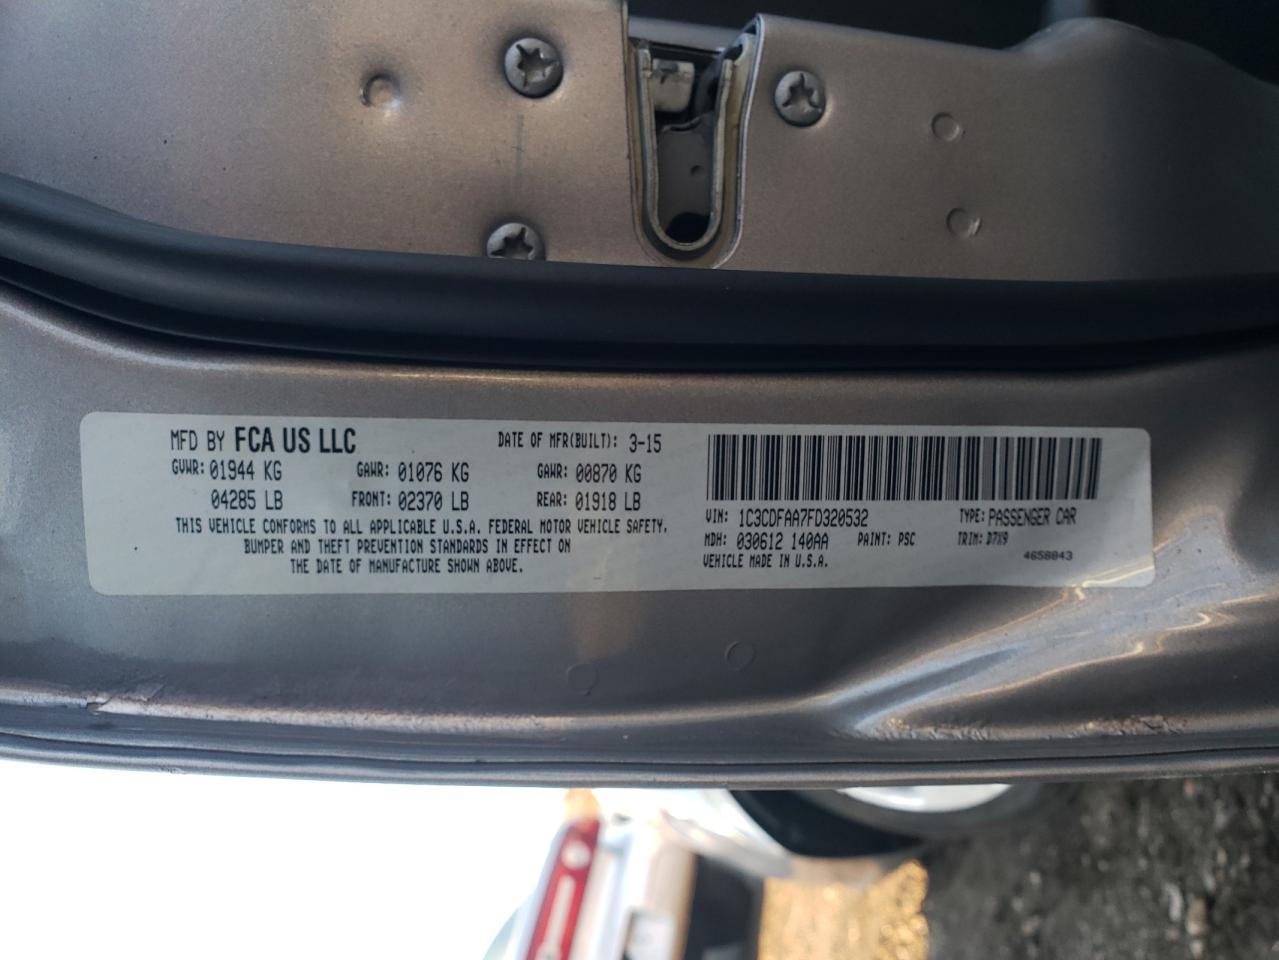 MFD BY FCA US LLC
DATE OF MFR(BUILT): 3-15
GVWR: 01944 KG GAWR: 01076 KG GAWR: 00870 KG
04285 LB FRONT: 02370 LB REAR: 01918 LB
THIS VEHICLE CONFORMS TO ALL APPLICABLE U.S.A. FEDERAL MOTOR VEHICLE SAFETY.
BUMPER AND THEFT PREVENTION STANDARDS IN EFFECT ON
THE DATE OF MANUFACTURE SHOWN ABOVE.
VIN: 1C3CDFAA7FD320532 TYPE: PASSENGER CAR
MDH: 030612 140AA PAINT: PSC TRIM: D7X9
VEHICLE MADE IN U.S.A. 4658843